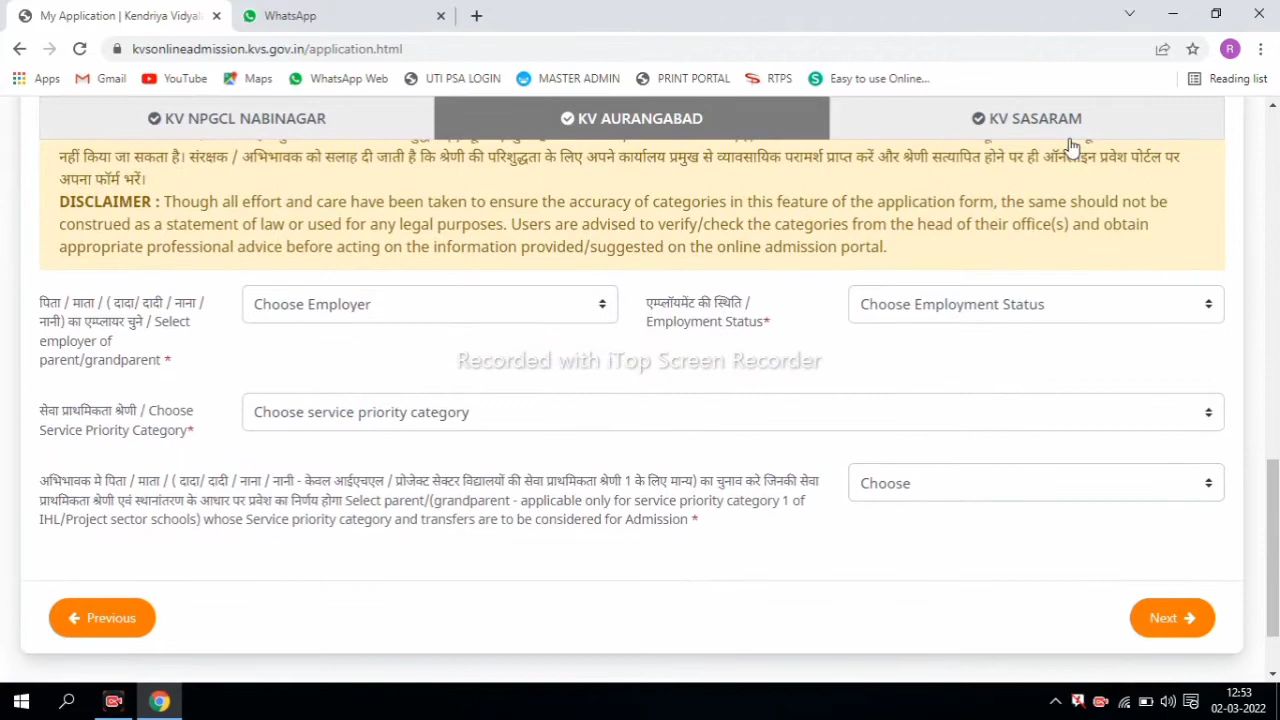 My Application | Kendriya Vidyal
WhatsApp
kvsonlineadmission.kvs.gov.in/application.html
R
Apps
Gmail
YouTube
Maps
WhatsApp Web
UTI PSA LOGIN
MASTER ADMIN
PRINT PORTAL
RTPS
Easy to use Online...
Reading list
KV NPGCL NABINAGAR
KV AURANGABAD
KV SASARAM
नहीं किया जा सकता है। संरक्षक / अभिभावक को सलाह दी जाती है कि श्रेणी की परिशुद्धता के लिए अपने कार्यालय प्रमुख से व्यावसायिक परामर्श प्राप्त करें और श्रेणी सत्यापित होने पर ही ऑनलाइन प्रवेश पोर्टल पर
अपना फॉर्म भरें।
DISCLAIMER : Though all effort and care have been taken to ensure the accuracy of categories in this feature of the application form, the same should not be
construed as a statement of law or used for any legal purposes. Users are advised to verify/check the categories from the head of their office(s) and obtain
appropriate professional advice before acting on the information provided/suggested on the online admission portal.
पिता / माता / ( दादा/ दादी / नाना /
नानी) का एम्प्लायर चुने / Select
employer of
parent/grandparent *
Choose Employer
एम्प्लॉयमेंट की स्थिति /
Employment Status*
Choose Employment Status
Recorded with iTop Screen Recorder
सेवा प्राथमिकता श्रेणी / Choose
Service Priority Category*
Choose service priority category
अभिभावक मे पिता / माता / ( दादा/ दादी / नाना / नानी - केवल आईएचएल / प्रोजेक्ट सेक्टर विद्यालयों की सेवा प्राथमिकता श्रेणी 1 के लिए मान्य) का चुनाव करे जिनकी सेवा
प्राथमिकता श्रेणी एवं स्थानांतरण के आधार पर प्रवेश का निर्णय होगा Select parent/(grandparent - applicable only for service priority category 1 of
IHL/Project sector schools) whose Service priority category and transfers are to be considered for Admission *
Choose
Previous
Next
12:53
02-03-2022